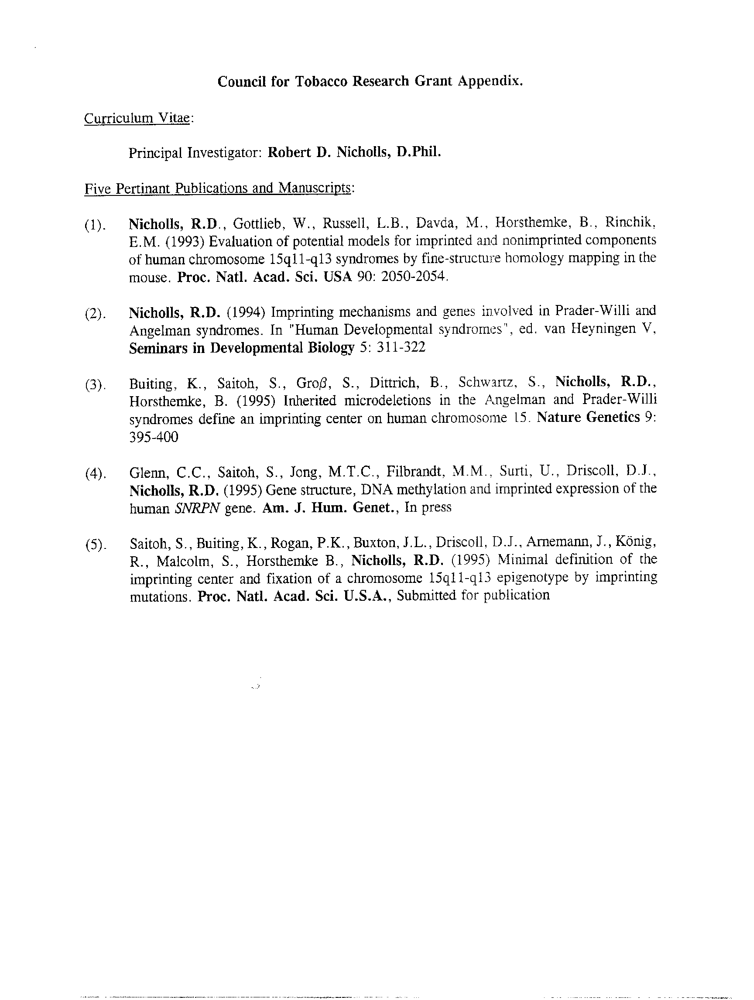 Council for Tobacco Research Grant Appendix.
Curriculum Vitae:
Principal Investigator: Robert D. Nicholls, D.Phil.
Five Pertinant Publications and Manuscripts:
(1). Nicholls, R.D., Gottlieb, W., Russell, L.B., Davda, M., Horsthemke, B., Rinchik,
E.M. (1993) Evaluation of potential models for imprinted and nonimprinted components
of human chromosome 15q11-q13 syndromes by fine-structure homology mapping in the
mouse. Proc. Natl. Acad. Sci. USA 90: 2050-2054.
(2). Nicholls, R.D. (1994) Imprinting mechanisms and genes involved in Prader-Willi and
Angelman syndromes. In "Human Developmental syndromes", ed. van Heyningen V,
Seminars in Developmental Biology 5: 311-322
(3). Buiting, K., Saitoh, S., Groβ, S., Dittrich, B., Schwartz, S., Nicholls, R.D.,
Horsthemke, B. (1995) Inherited microdeletions in the Angelman and Prader-Willi
syndromes define an imprinting center on human chromosome 15. Nature Genetics 9:
395-400
(4). Glenn, C.C., Saitoh, S., Jong, M.T.C., Filbrandt, M.M., Surti, U., Driscoll, D.J.,
Nicholls, R.D. (1995) Gene structure, DNA methylation and imprinted expression of the
human SNRPN gene. Am. J. Hum. Genet., In press
(5). Saitoh, S., Buiting, K., Rogan, P.K., Buxton, J.L., Driscoll, D.J., Arnemann, J., König,
R., Malcolm, S., Horsthemke B., Nicholls, R.D. (1995) Minimal definition of the
imprinting center and fixation of a chromosome 15q11-q13 epigenotype by imprinting
mutations. Proc. Natl. Acad. Sci. U.S.A., Submitted for publication